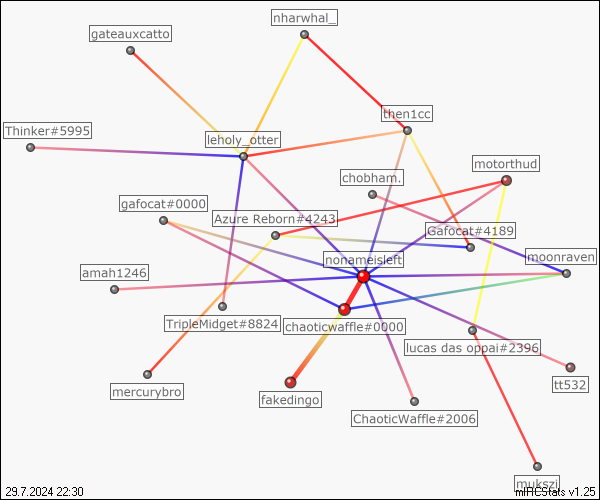 nharwhal_
gateauxcatto
then1cc
Thinker#5995
leholy_otter
motorthud
chobham.
gafocat#0000
Azure Reborn#4243
Gafocat#4189
nonameisleft
moonraven
amah1246
TripleMidget#8824
chaoticwaffle#0000
lucas das oppai#2396
mercurybro
tt532
fakedingo
ChaoticWaffle#2006
mukszi
29.7.2024 22:30
mIRCStats v1.25